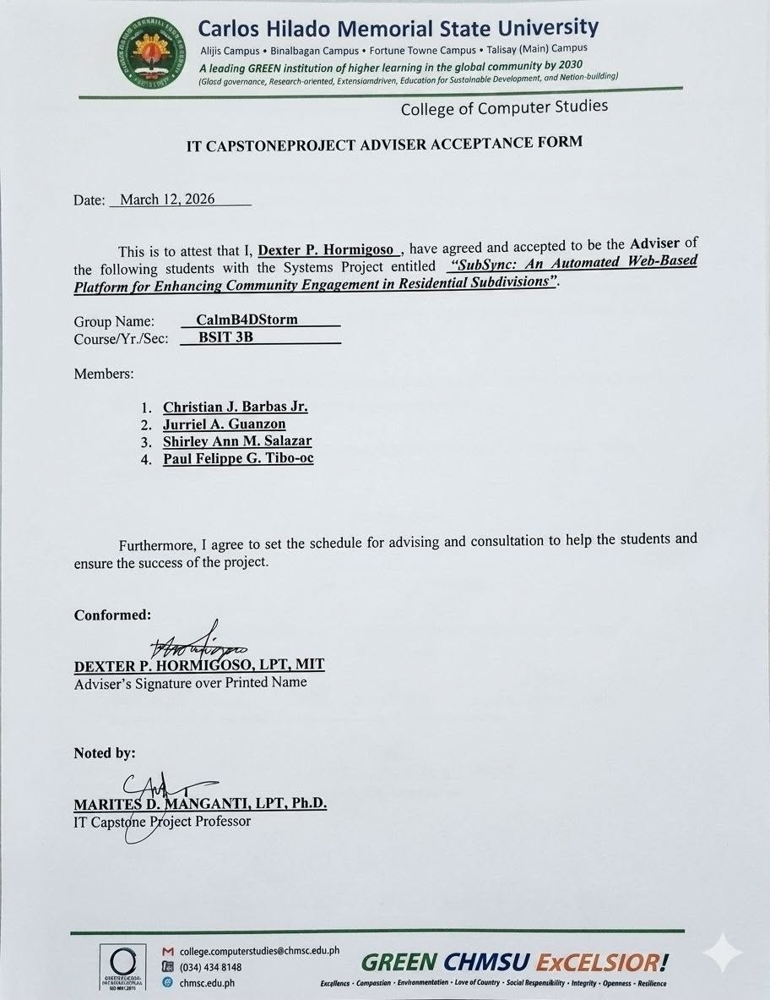 Carlos Hilado Memorial State University
Alijis Campus • Binalbagan Campus • Fortune Towne Campus • Talisay (Main) Campus
A leading GREEN institution of higher learning in the global community by 2030
(Glosd governance, Research-oriented, Extensiamdriven, Education for Sustainable Development, and Netion-building)
College of Computer Studies
IT CAPSTONEPROJECT ADVISER ACCEPTANCE FORM
Date: March 12, 2026
This is to attest that I, Dexter P. Hormigoso , have agreed and accepted to be the Adviser of
the following students with the Systems Project entitled “SubSync: An Automated Web-Based
Platform for Enhancing Community Engagement in Residential Subdivisions”.
Group Name: CalmB4DStorm
Course/Yr./Sec: BSIT 3B
Members:
1. Christian J. Barbas Jr.
2. Jurriel A. Guanzon
3. Shirley Ann M. Salazar
4. Paul Felippe G. Tibo-oc
Furthermore, I agree to set the schedule for advising and consultation to help the students and
ensure the success of the project.
Conformed:
DEXTER P. HORMIGOSO, LPT, MIT
Adviser’s Signature over Printed Name
Noted by:
MARITES D. MANGANTI, LPT, Ph.D.
IT Capstone Project Professor
college.computerstudies@chmsc.edu.ph
(034) 434 8148
chmsc.edu.ph
GREEN CHMSU ExCELSIOR!
Excellencs • Compassion • Environmentation • Love of Country • Social Responsibility • Integrity • Openness • Resilience